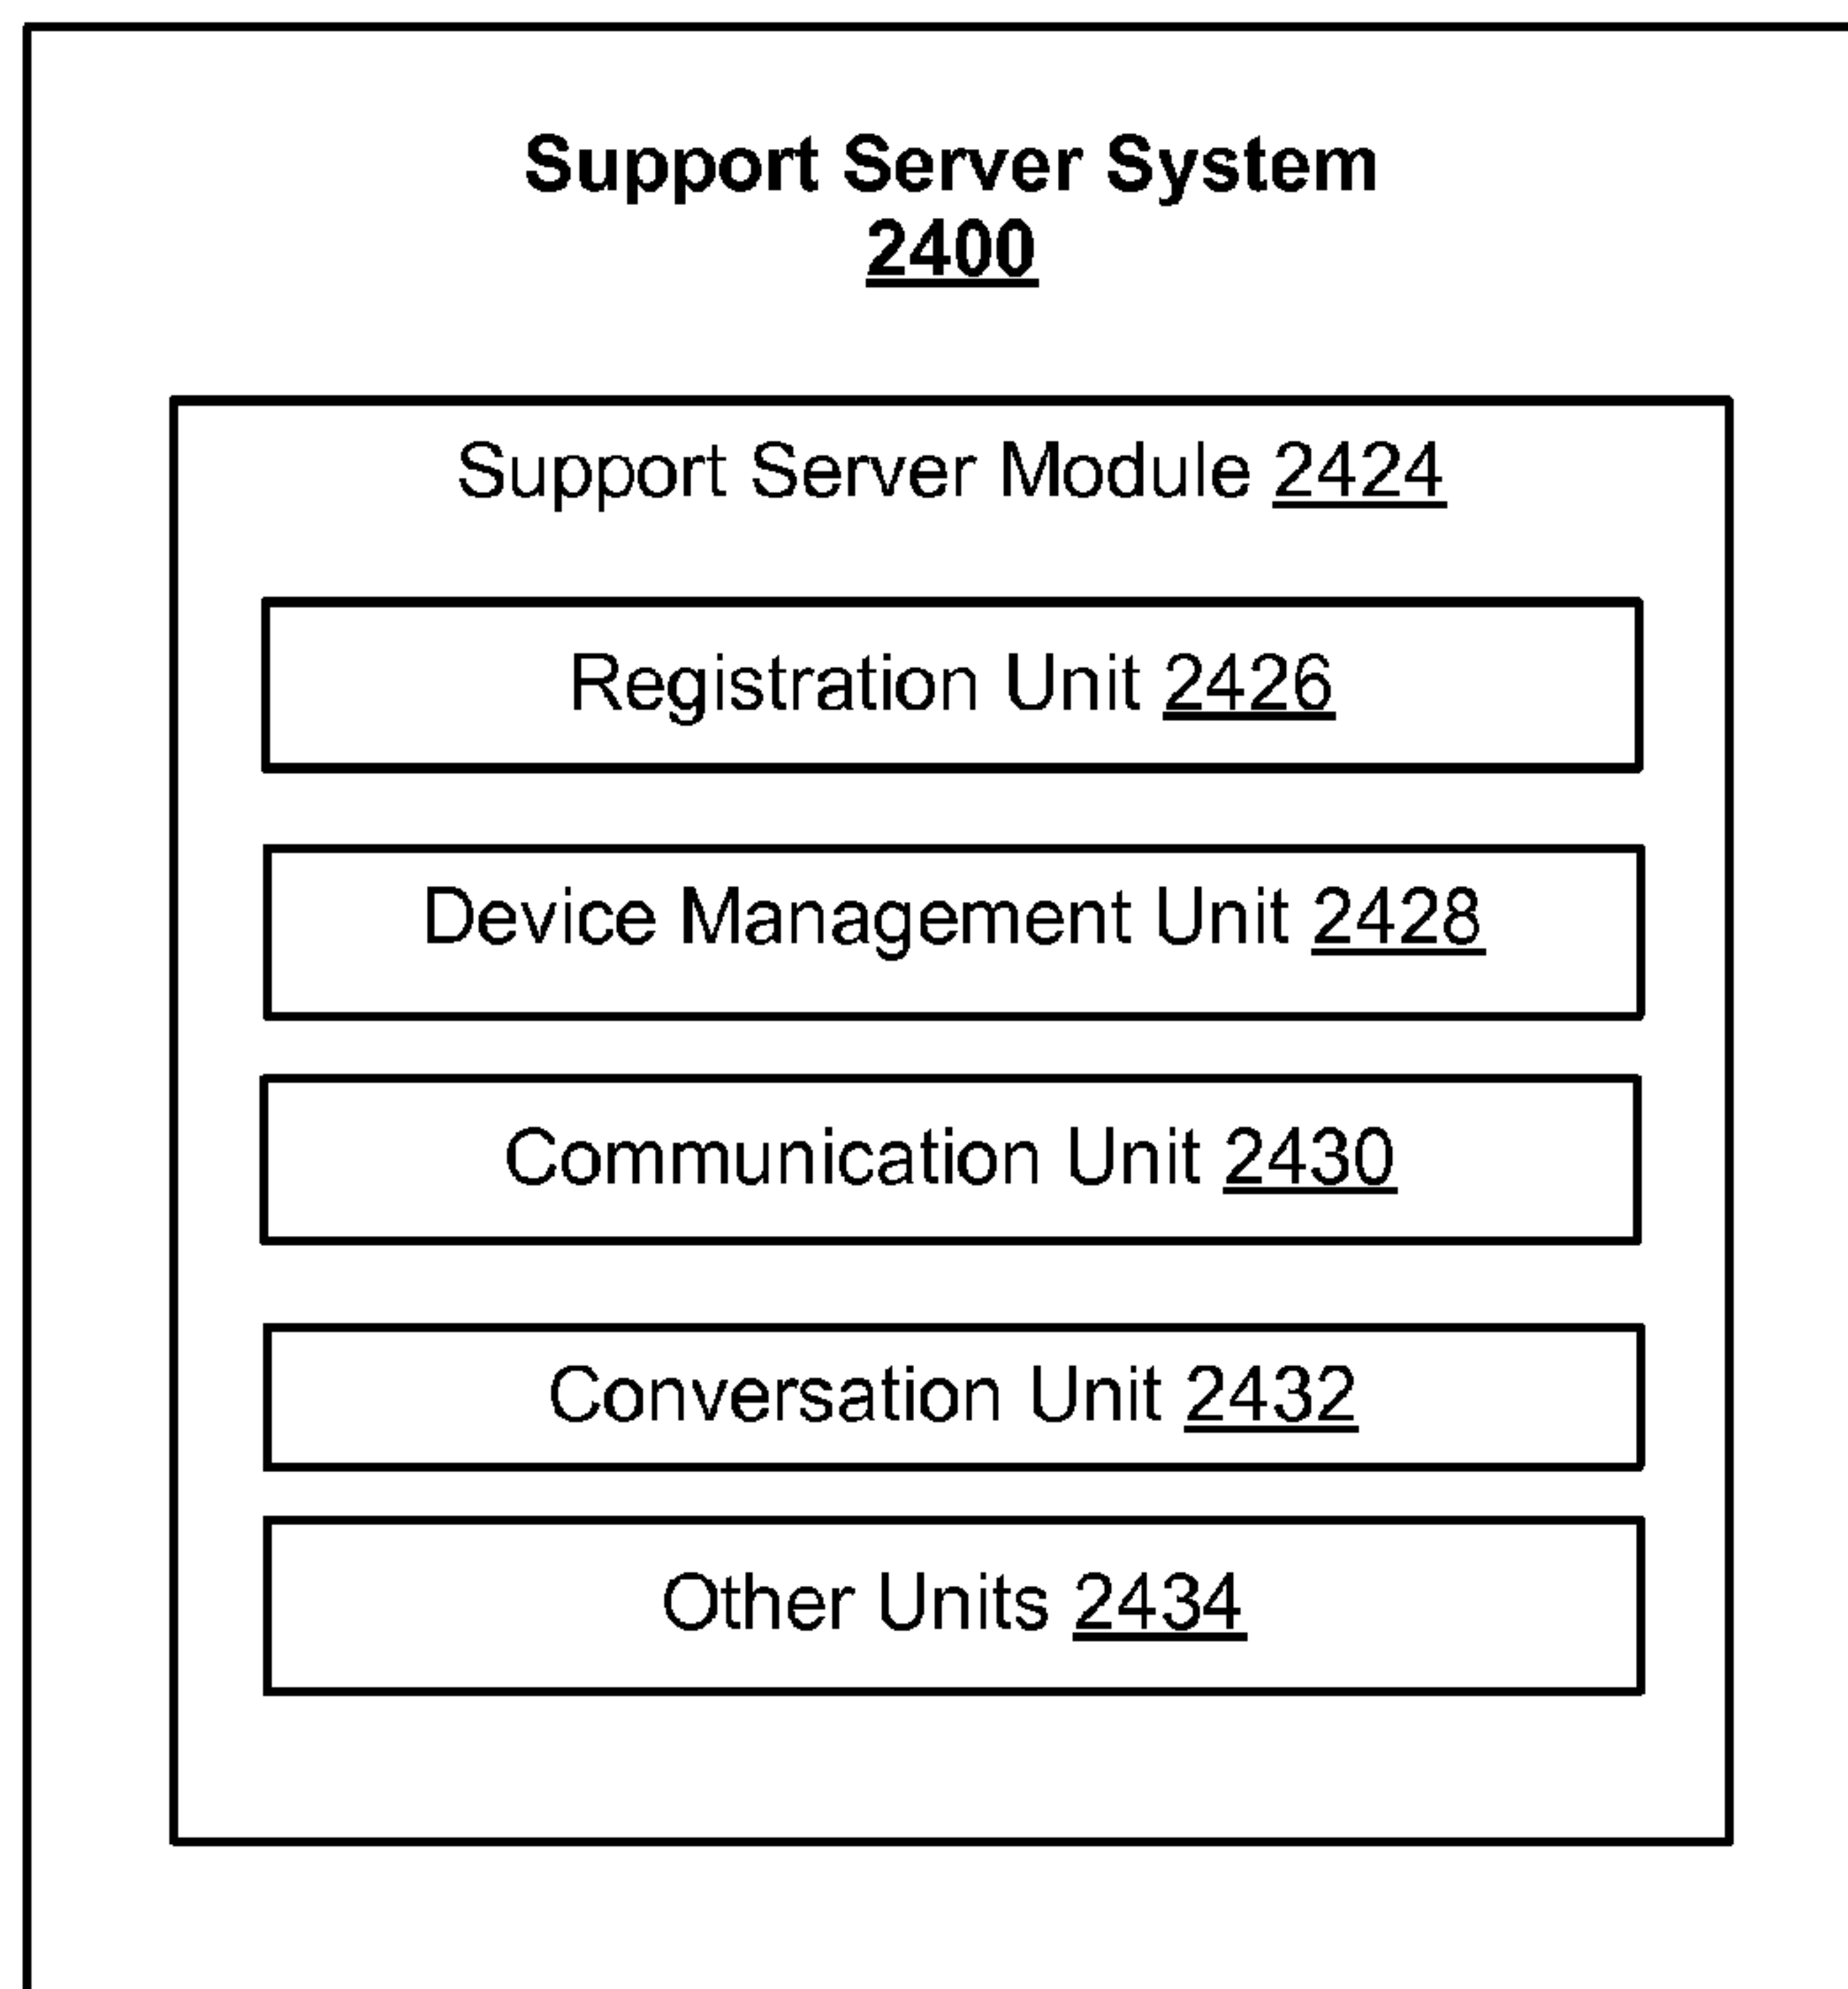 Support Server System
2400
Support Server Module 2424
Registration Unit 2426
Device Management Unit 2428
Communication Unit 2430
Conversation Unit 2432
Other Units 2434